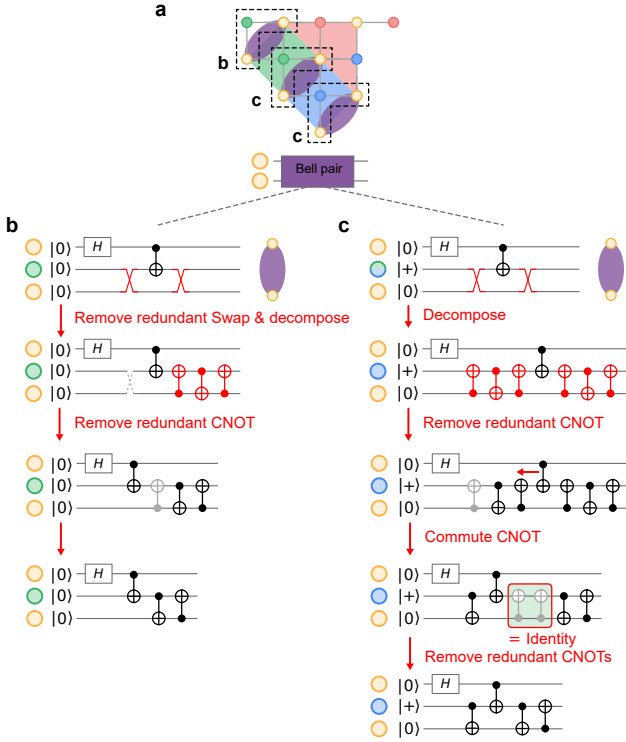 a
b
c
c
Bell pair
b
c
|0⟩ H
|0⟩
|0⟩
Remove redundant Swap & decompose
|0⟩ H
|0⟩
|0⟩
Remove redundant CNOT
|0⟩ H
|0⟩
|0⟩
|0⟩ H
|0⟩
|0⟩
|0⟩ H
|+⟩
|0⟩
Decompose
|0⟩ H
|+⟩
|0⟩
Remove redundant CNOT
|0⟩ H
|+⟩
|0⟩
Commute CNOT
|0⟩ H
|+⟩
|0⟩
= Identity
Remove redundant CNOTs
|0⟩ H
|+⟩
|0⟩